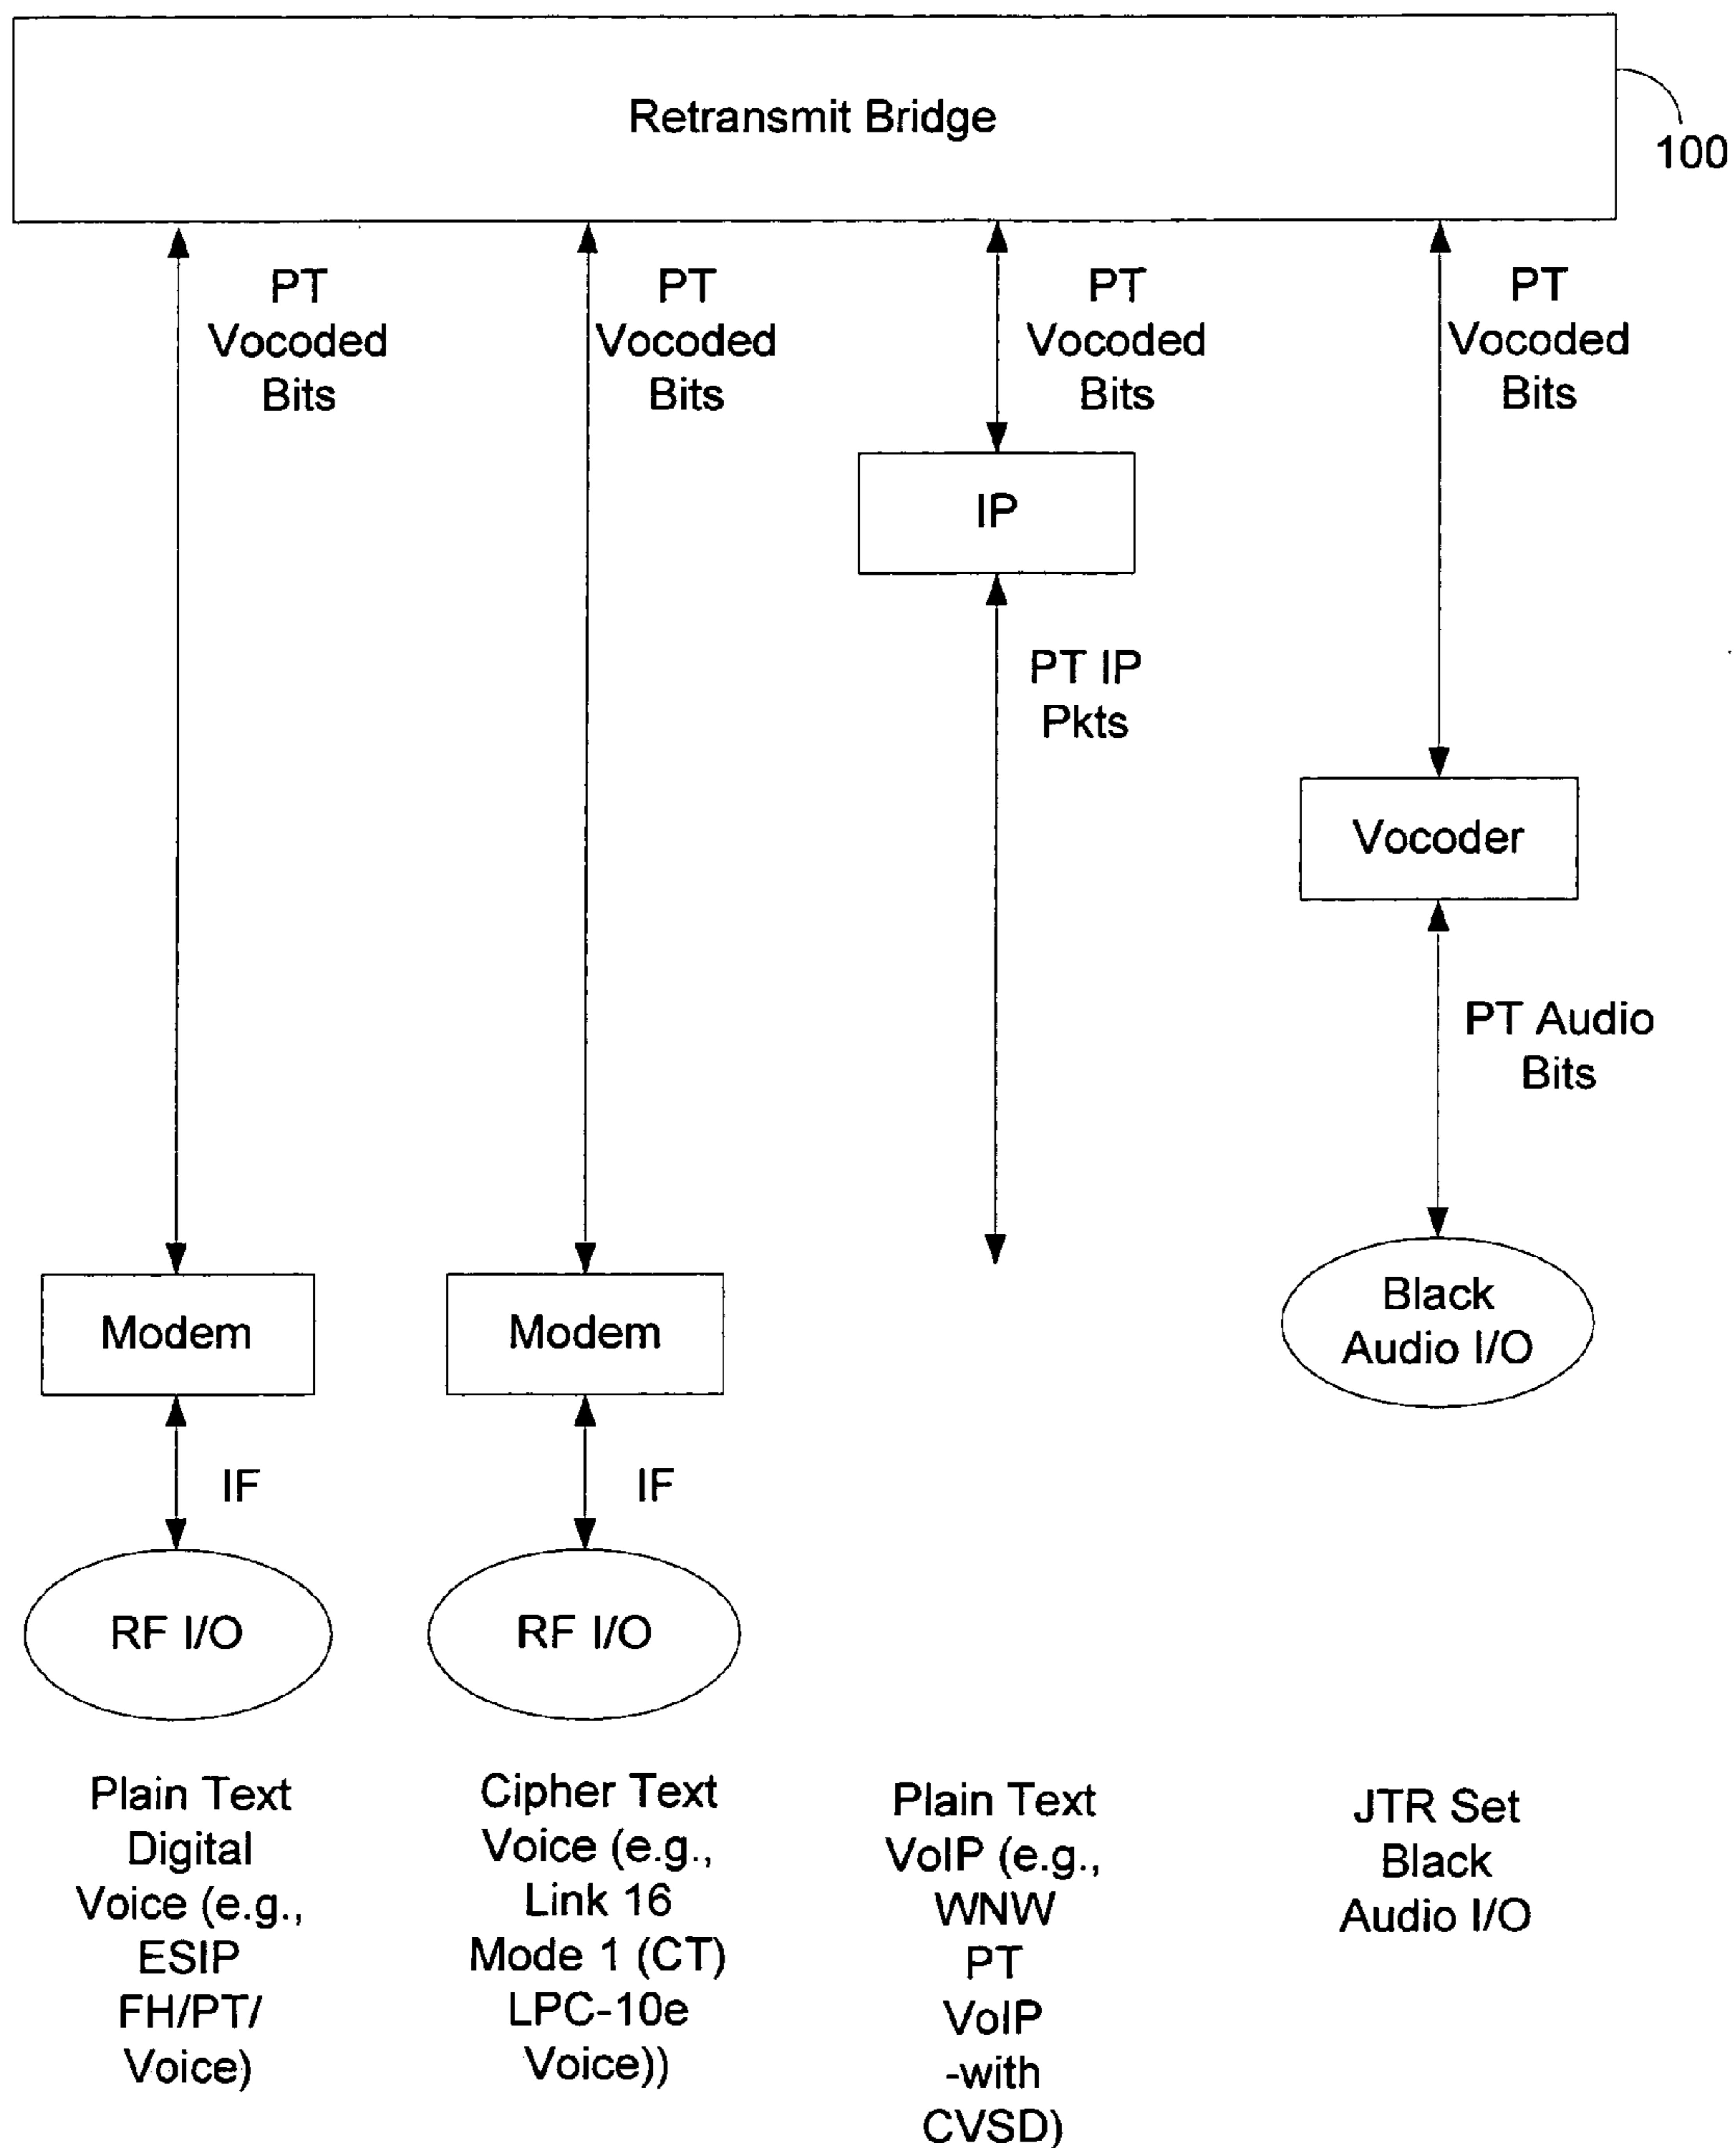 Retransmit Bridge
100
PT
Vocoded
Bits
PT
Vocoded
Bits
PT
Vocoded
Bits
PT
Vocoded
Bits
IP
PT IP
Pkts
Vocoder
PT Audio
Bits
Modem
Modem
Black
Audio I/O
IF
IF
RF I/O
RF I/O
Plain Text
Digital
Voice (e.g.,
ESIP
FH/PT/
Voice)
Cipher Text
Voice (e.g.,
Link 16
Mode 1 (CT)
LPC-10e
Voice))
Plain Text
VoIP (e.g.,
WNW
PT
VoIP
-with
CVSD)
JTR Set
Black
Audio I/O